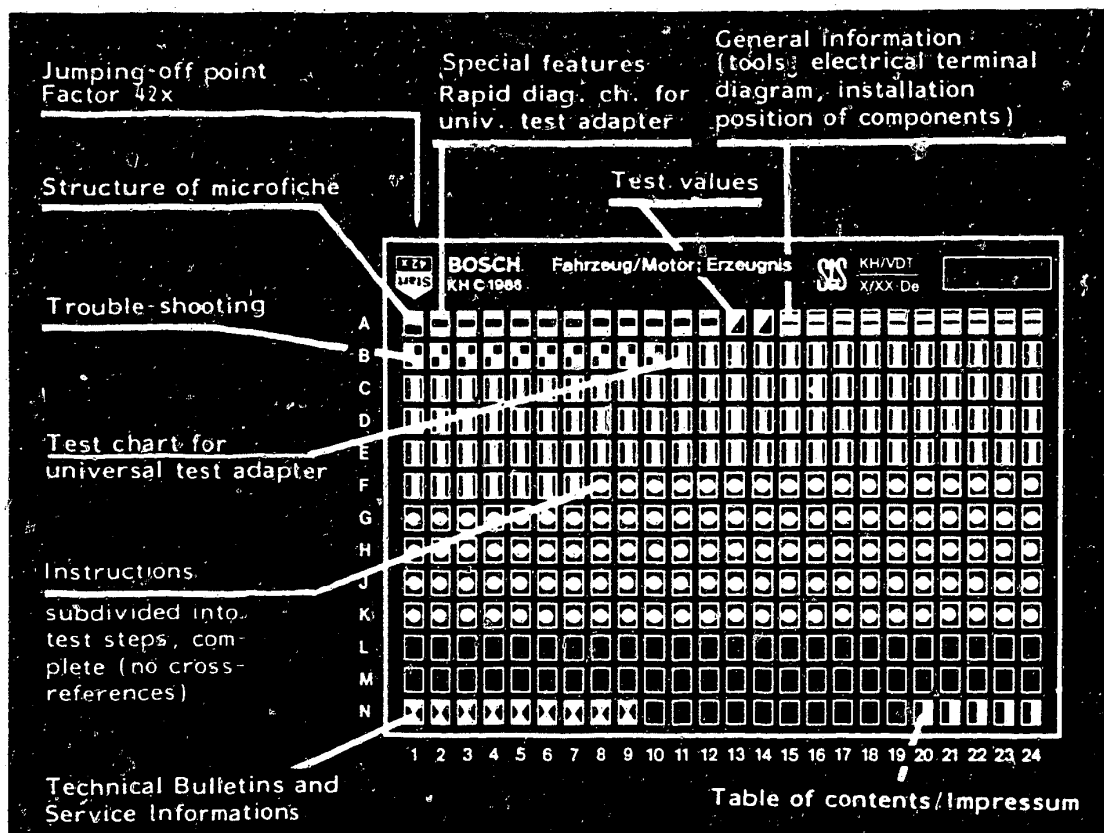 Jumping-off point
Factor 42x
Special features
Rapid diag. ch. for
univ. test adapter
General information
(tools; electrical terminal
diagram, installation
position of components)
Structure of microfiche
Test values
Trouble-shooting
Test chart for
universal test adapter
Instructions
subdivided into
test steps, com-
plete (no cross-
references)
Technical Bulletins and
Service Informations
Start
42x
BOSCH
KH C 1986
Fahrzeug/Motor; Erzeugnis
KH/VDT
X/XX-De
A
B
C
D
E
F
G
H
J
K
L
M
N
1 2 3 4 5 6 7 8 9 10 11 12 13 14 15 16 17 18 19 20 21 22 23 24
Table of contents/Impressum